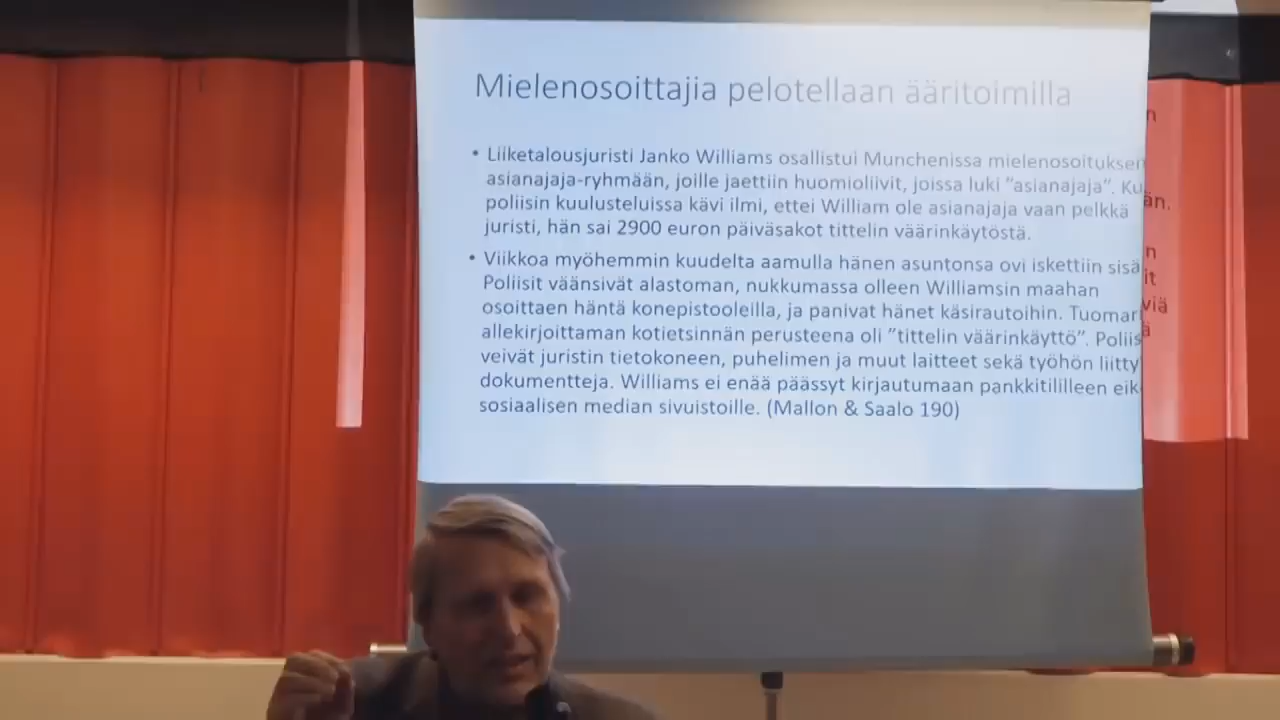 Mielenosoittajia pelotellaan ääritoimilla
• Liiketalousjuristi Janko Williams osallistui Munchenissa mielenosoituksen
asianajaja-ryhmään, joille jaettiin huomioliivit, joissa luki ”asianajaja”. Ku
poliisin kuulusteluissa kävi ilmi, ettei William ole asianajaja vaan pelkkä
juristi, hän sai 2900 euron päiväsakot tittelin väärinkäytöstä.
• Viikkoa myöhemmin kuudelta aamulla hänen asuntonsa ovi iskettiin sisä
Poliisit väänsivät alastoman, nukkumassa olleen Williamsin maahan
osoittaen häntä konepistooleilla, ja panivat hänet käsirautoihin. Tuomar
allekirjoittaman kotietsinnän perusteena oli ”tittelin väärinkäyttö”. Poliis
veivät juristin tietokoneen, puhelimen ja muut laitteet sekä työhön liitty
dokumentteja. Williams ei enää päässyt kirjautumaan pankkitililleen eik
sosiaalisen median sivuistoille. (Mallon & Saalo 190)
n
än.
n
it
viä
ä